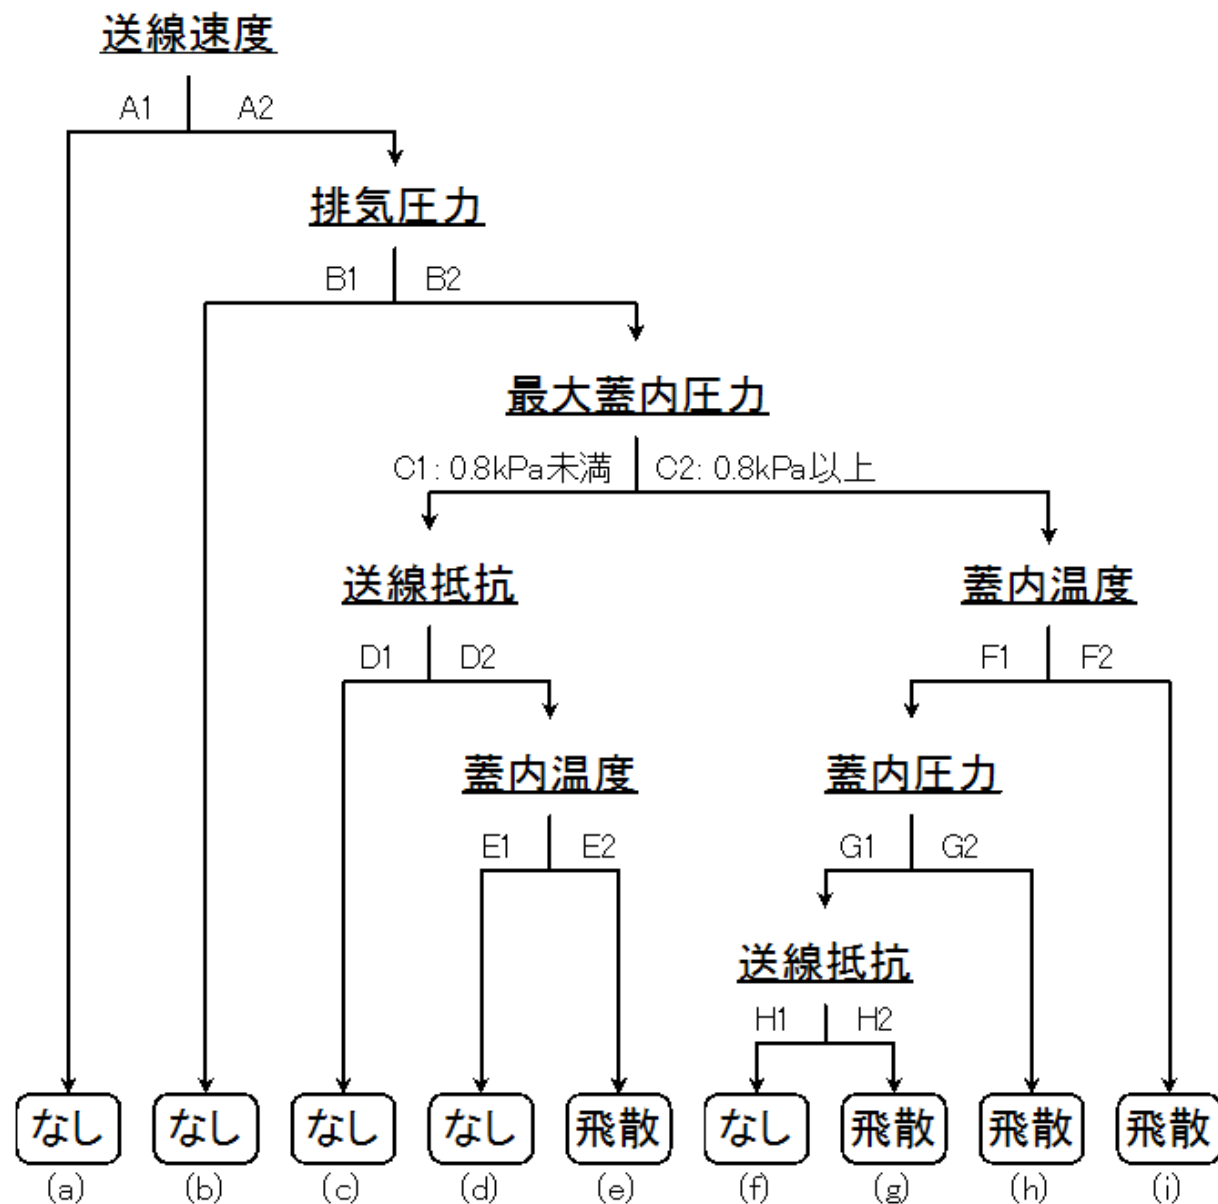 送線速度
A1 A2
排気圧力
B1 B2
最大蓋内圧力
C1: 0.8kPa未満 C2: 0.8kPa以上
送線抵抗 蓋内温度
D1 D2 F1 F2
蓋内温度 蓋内圧力
E1 E2 G1 G2
送線抵抗
H1 H2
なし なし なし なし 飛散 なし 飛散 飛散 飛散
(a) (b) (c) (d) (e) (f) (g) (h) (i)